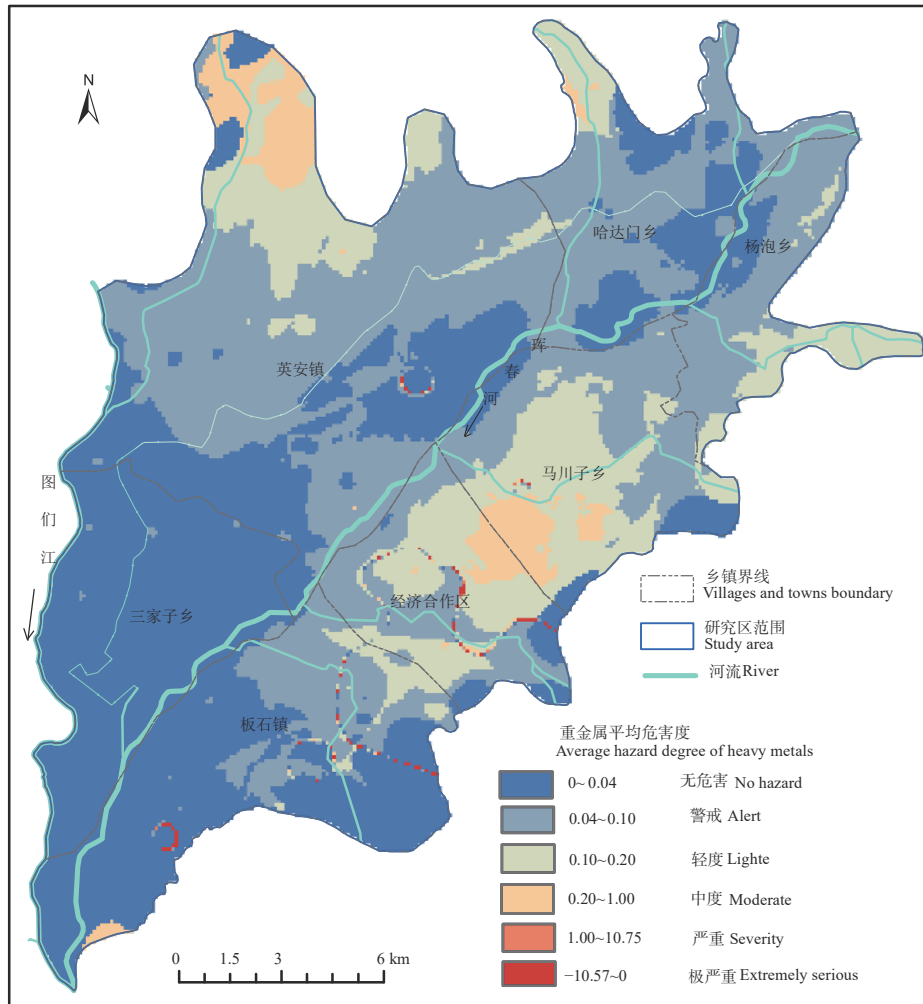 N
哈达门乡
杨泡乡
英安镇
珲
春
河
马川子乡
图
们
江
经济合作区
三家子乡
板石镇
乡镇界线
Villages and towns boundary
研究区范围
Study area
河流River
重金属平均危害度
Average hazard degree of heavy metals
0~ 0.04 无危害 No hazard
0.04~0.10 警戒 Alert
0.10~0.20 轻度 Lighte
0.20~1.00 中度 Moderate
1.00~10.75 严重 Severity
−10.57~0 极严重 Extremely serious
0 1.5 3 6 km